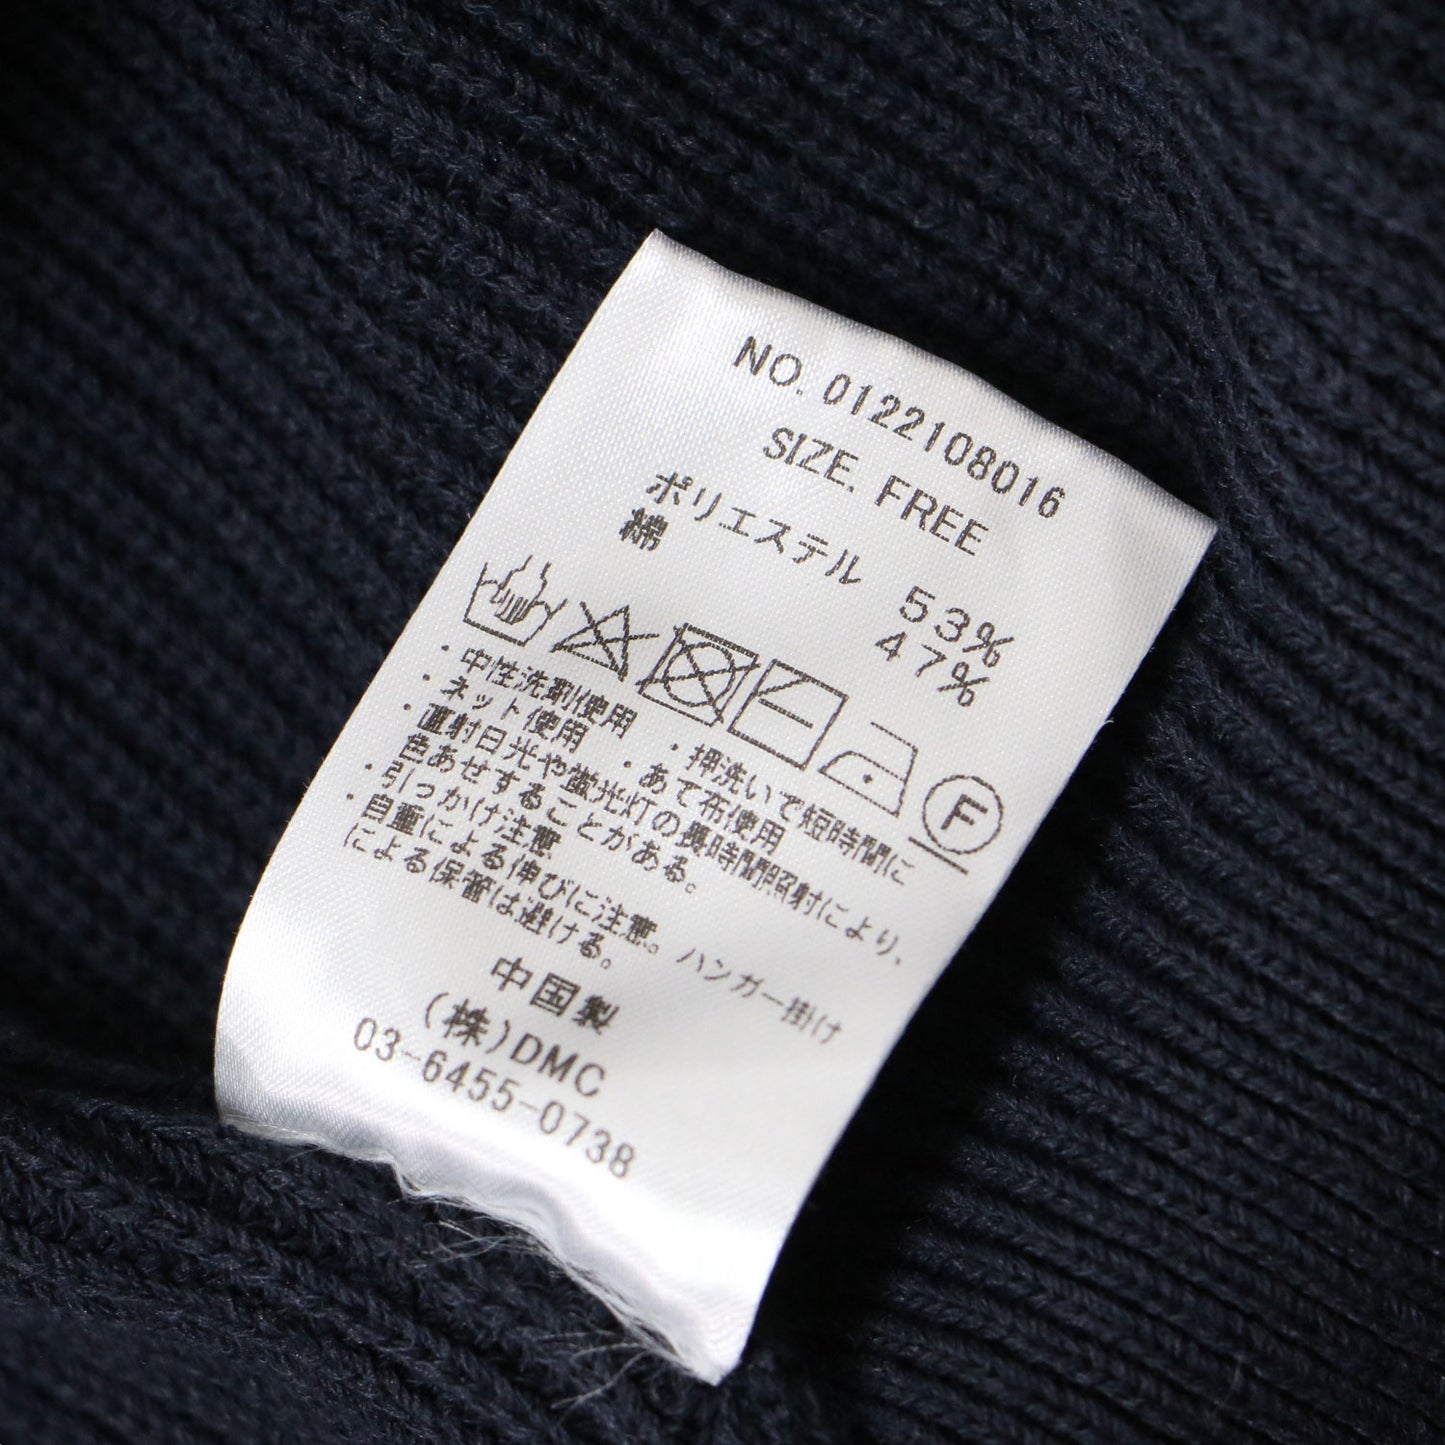 NO. 0122108016
SIZE. FREE
ポリエステル 53%
綿 47%
F
・中性洗剤使用 ・押洗いで短時間に
・ネット使用 ・あて布使用
・直射日光や蛍光灯の長時間照射により、
色あせすることがある。
・引っかけ注意
・自重による伸びに注意。ハンガー掛け
による保管は避ける。
中国製
(株)DMC
03-6455-0738